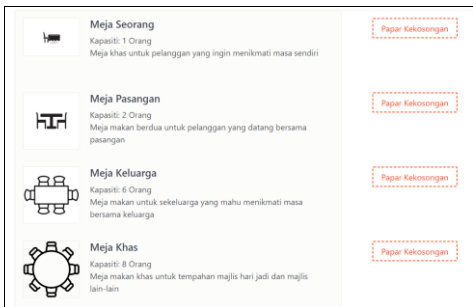 Meja Seorang
Kapasiti: 1 Orang
Meja khas untuk pelanggan yang ingin menikmati masa sendiri
Papar Kekosongan
Meja Pasangan
Kapasiti: 2 Orang
Meja makan berdua untuk pelanggan yang datang bersama
pasangan
Papar Kekosongan
Meja Keluarga
Kapasiti: 6 Orang
Meja makan untuk sekeluarga yang mahu menikmati masa
bersama keluarga
Papar Kekosongan
Meja Khas
Kapasiti: 8 Orang
Meja makan khas untuk tempahan majlis hari jadi dan majlis
lain-lain
Papar Kekosongan